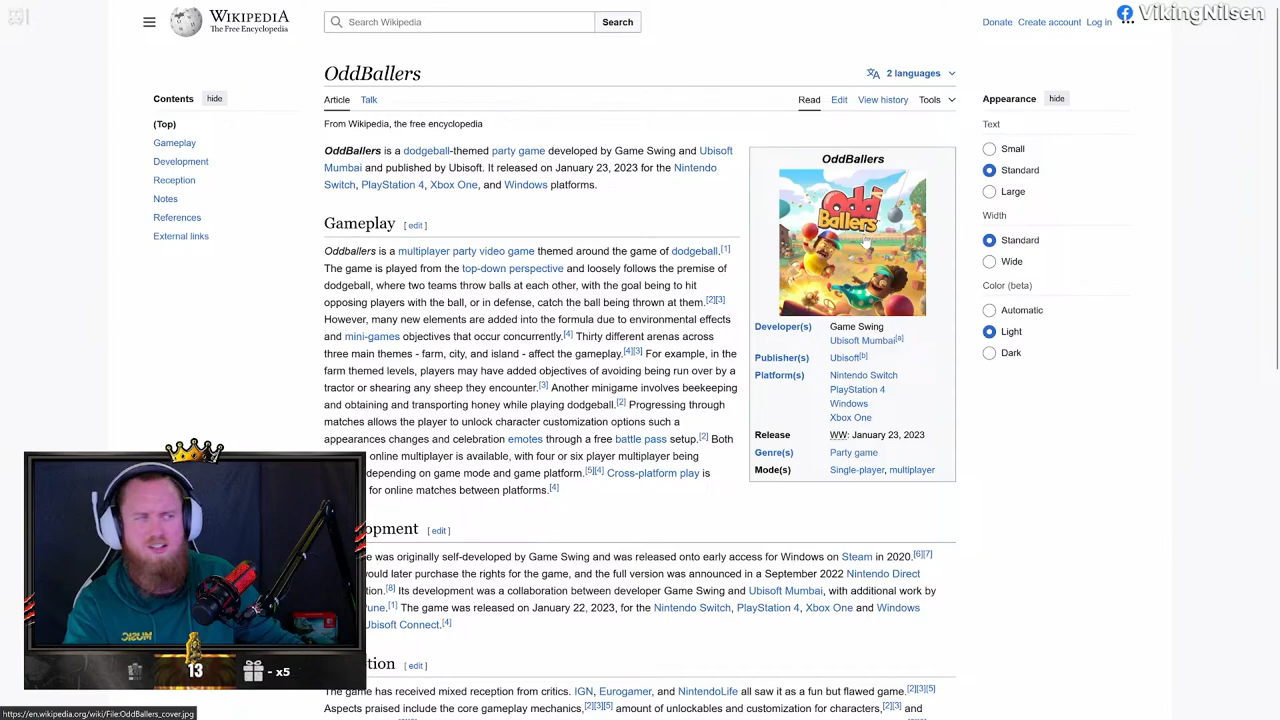 VikingNilsen
WIKIPEDIA
The Free Encyclopedia
Search Wikipedia
Search
Donate Create account Log in
OddBallers
2 languages
Contents hide
(Top)
Gameplay
Development
Reception
Notes
References
External links
Article Talk
Read Edit View history Tools
From Wikipedia, the free encyclopedia
OddBallers is a dodgeball-themed party game developed by Game Swing and Ubisoft
Mumbai and published by Ubisoft. It released on January 23, 2023 for the Nintendo
Switch, PlayStation 4, Xbox One, and Windows platforms.
Gameplay [ edit ]
Oddballers is a multiplayer party video game themed around the game of dodgeball.[1]
The game is played from the top-down perspective and loosely follows the premise of
dodgeball, where two teams throw balls at each other, with the goal being to hit
opposing players with the ball, or in defense, catch the ball being thrown at them.[2][3]
However, many new elements are added into the formula due to environmental effects
and mini-games objectives that occur concurrently.[4] Thirty different arenas across
three main themes - farm, city, and island - affect the gameplay.[4][3] For example, in the
farm themed levels, players may have added objectives of avoiding being run over by a
tractor or shearing any sheep they encounter.[3] Another minigame involves beekeeping
and obtaining and transporting honey while playing dodgeball.[2] Progressing through
matches allows the player to unlock character customization options such a
appearances changes and celebration emotes through a free battle pass setup.[2] Both
online multiplayer is available, with four or six player multiplayer being
depending on game mode and game platform.[5][4] Cross-platform play is
for online matches between platforms.[4]
OddBallers
Odd
Ballers
Developer(s) Game Swing
Ubisoft Mumbai[a]
Publisher(s) Ubisoft[b]
Platform(s) Nintendo Switch
PlayStation 4
Windows
Xbox One
Release WW: January 23, 2023
Genre(s) Party game
Mode(s) Single-player, multiplayer
opment [ edit ]
e was originally self-developed by Game Swing and was released onto early access for Windows on Steam in 2020.[6][7]
ould later purchase the rights for the game, and the full version was announced in a September 2022 Nintendo Direct
tion.[8] Its development was a collaboration between developer Game Swing and Ubisoft Mumbai, with additional work by
une.[1] The game was released on January 22, 2023, for the Nintendo Switch, PlayStation 4, Xbox One and Windows
bisoft Connect.[4]
tion [ edit ]
The game has received mixed reception from critics. IGN, Eurogamer, and NintendoLife all saw it as a fun but flawed game.[2][3][5]
Aspects praised include the core gameplay mechanics,[2][3][5] amount of unlockables and customization for characters,[2][3] and
Appearance hide
Text
Small
Standard
Large
Width
Standard
Wide
Color (beta)
Automatic
Light
Dark
13
- x5
https://en.wikipedia.org/wiki/File:OddBallers_cover.jpg